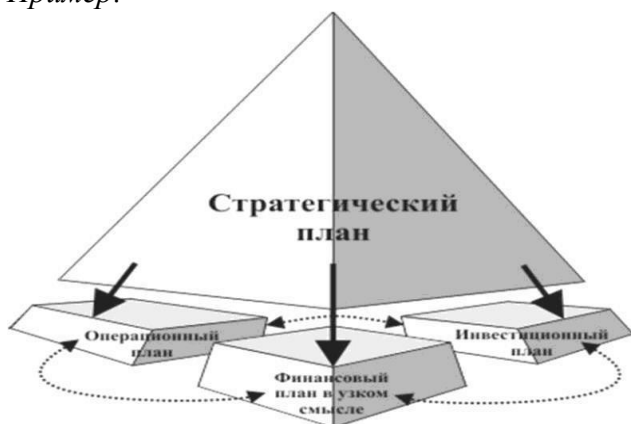 Пример:
Стратегический
план
Операционный
план
Инвестиционный
план
Финансовый
план в узком
смысле